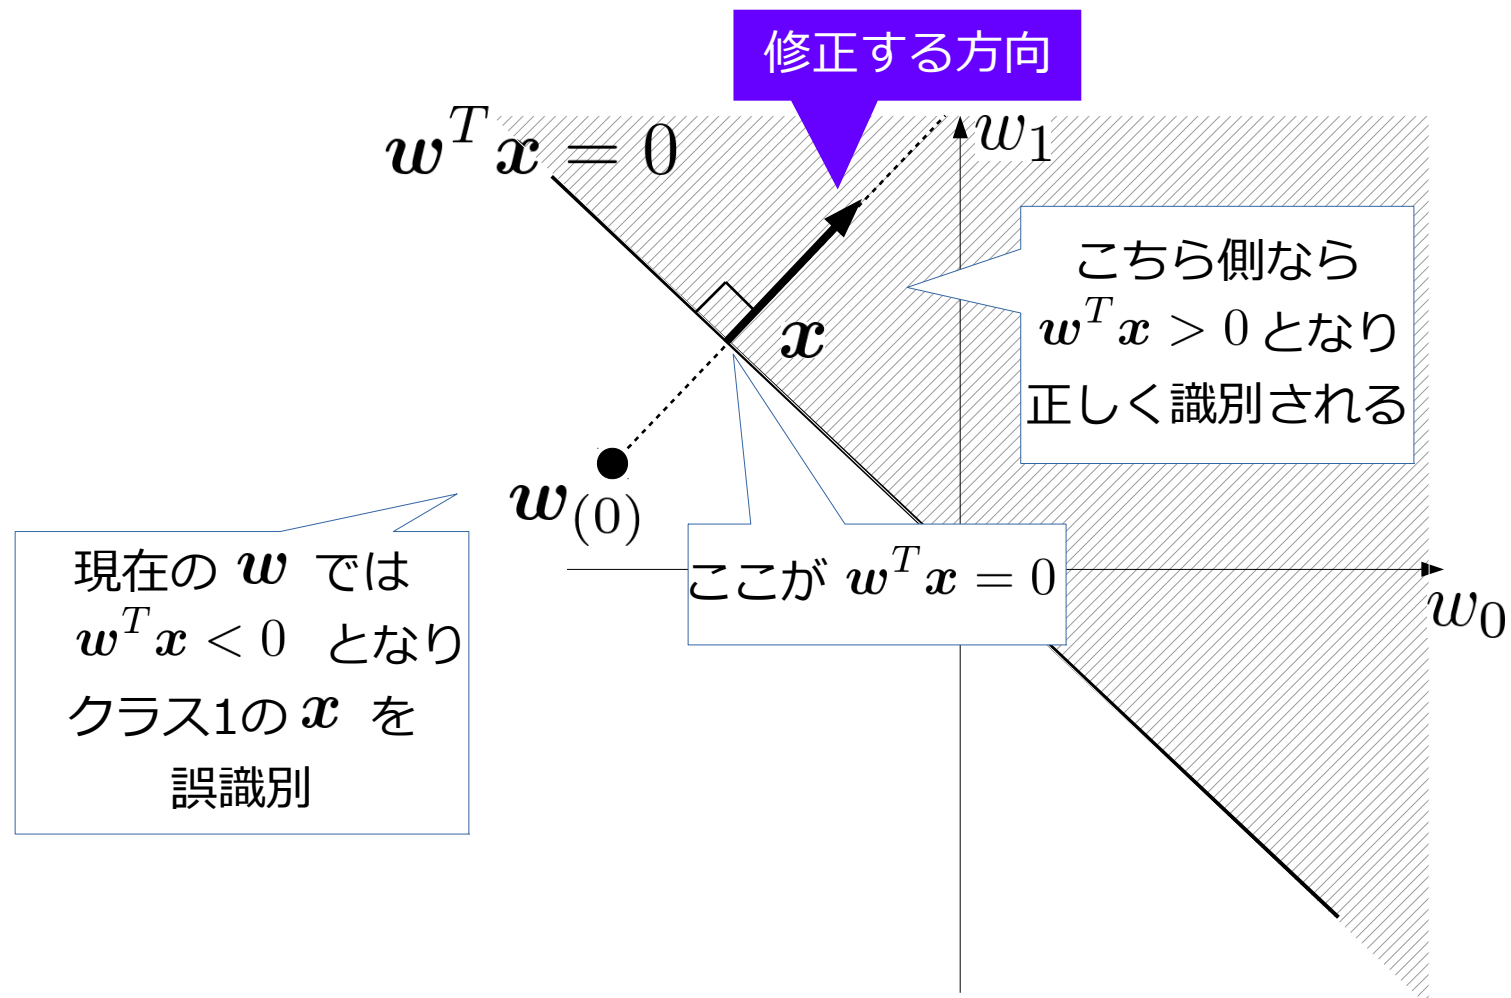 修正する方向
w^T x = 0
w_1
こちら側なら
w^T x > 0 となり
正しく識別される
x
w_(0)
ここが w^T x = 0
w_0
現在の w では
w^T x < 0 となり
クラス1の x を
誤識別